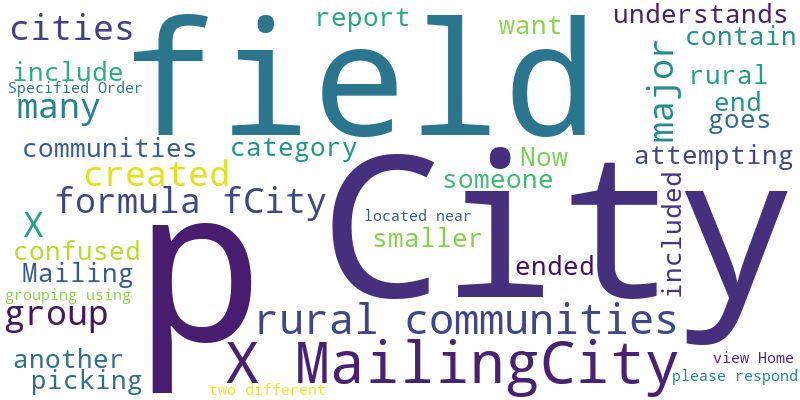 cities
field
report
want
understands
contain
include
Specified Order
many
major
rural
end
goes
communities
category
Now
attempting
created
someone
formula fCity
City
p
X
located near
included
confused
smaller
Mailing
ended
grouping using
group
rural communities
another
X MailingCity
view Home
picking
please respond
two different